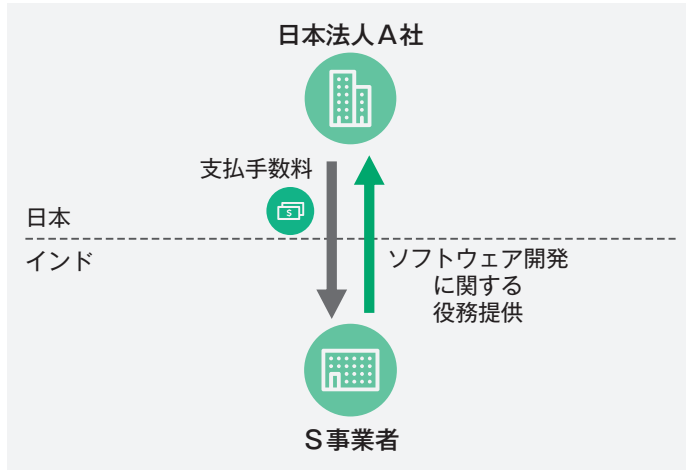 日本法人A社
支払手数料
$
日本
インド
ソフトウェア開発
に関する
役務提供
S事業者